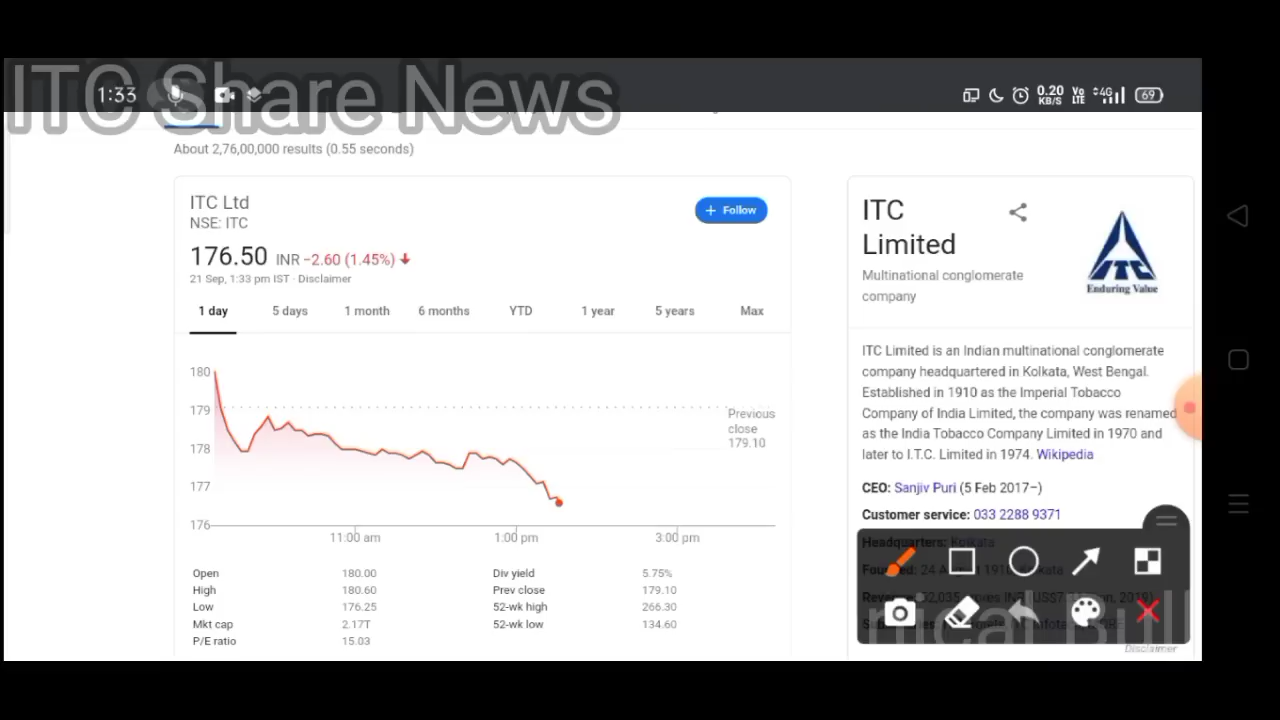 ITC Share News
1:33
0.20 KB/S Vo LTE 4G 69
About 2,76,00,000 results (0.55 seconds)
ITC Ltd
NSE: ITC
+ Follow
176.50 INR −2.60 (1.45%)
21 Sep, 1:33 pm IST · Disclaimer
1 day 5 days 1 month 6 months YTD 1 year 5 years Max
180
179
178
177
176
Previous
close
179.10
11:00 am 1:00 pm 3:00 pm
Open 180.00 Div yield 5.75%
High 180.60 Prev close 179.10
Low 176.25 52-wk high 266.30
Mkt cap 2.17T 52-wk low 134.60
P/E ratio 15.03
ITC
Limited
Multinational conglomerate
company
ITC
Enduring Value
ITC Limited is an Indian multinational conglomerate
company headquartered in Kolkata, West Bengal.
Established in 1910 as the Imperial Tobacco
Company of India Limited, the company was renamed
as the India Tobacco Company Limited in 1970 and
later to I.T.C. Limited in 1974. Wikipedia
CEO: Sanjiv Puri (5 Feb 2017–)
Customer service: 033 2288 9371
Headquarters: Kolkata
Disclaimer